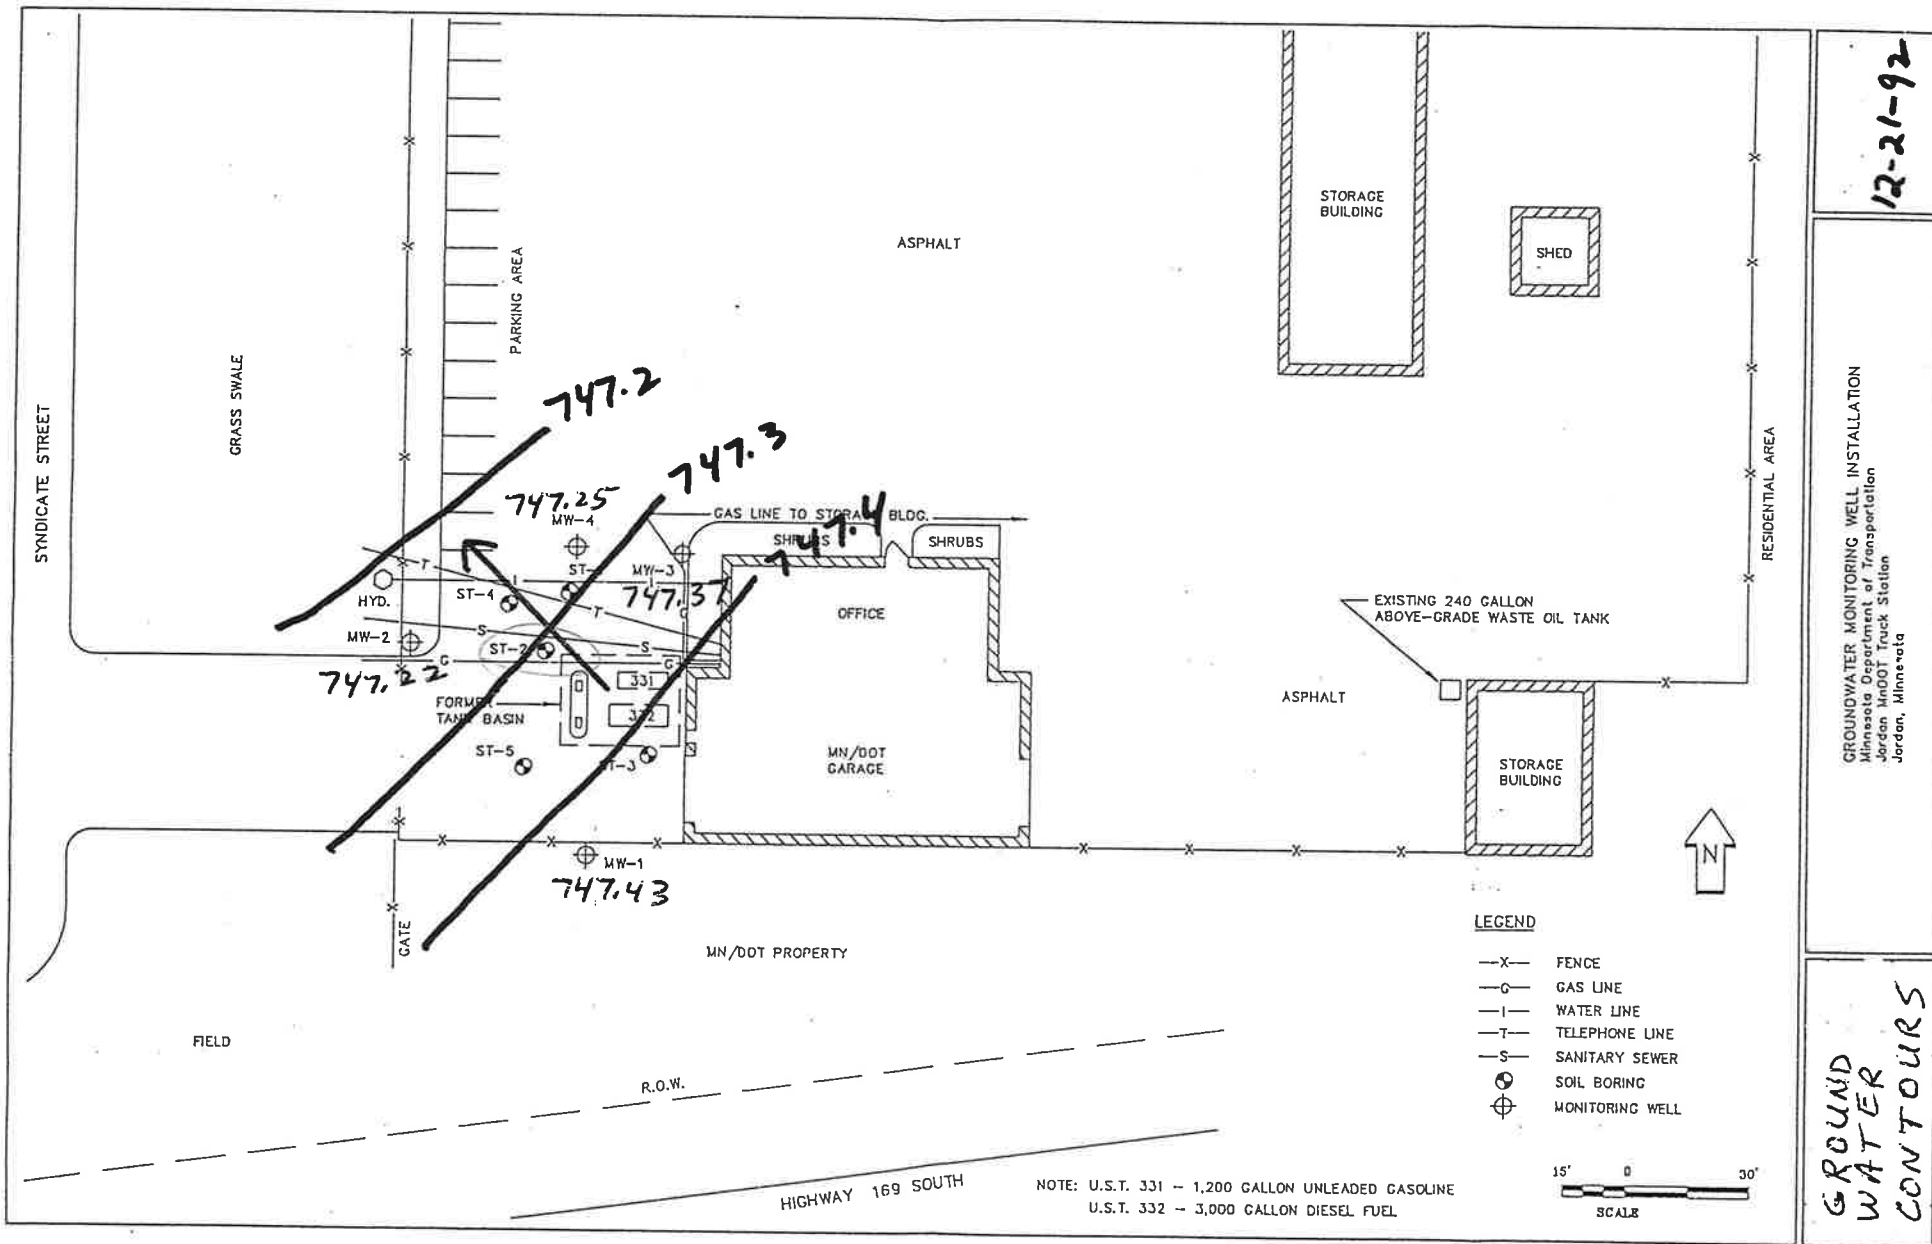 12-21-92
GROUNDWATER MONITORING WELL INSTALLATION
Minnesota Department of Transportation
Jordan MnDOT Truck Station
Jordan, Minnesota
GROUND
WATER
CONTOURS
SYNDICATE STREET
GRASS SWALE
PARKING AREA
ASPHALT
STORAGE
BUILDING
SHED
RESIDENTIAL AREA
747.2
747.3
747.4
747.25
MW-4
GAS LINE TO STORA BLDG.
SHRUBS
SHRUBS
HYD.
ST-4
ST-
MW-3
747.37
T
I
I
T
G
S
S
G
G
MW-2
747.22
ST-2
331
332
FORMER
TANK BASIN
ST-5
ST-3
OFFICE
MN/DOT
GARAGE
EXISTING 240 GALLON
ABOVE-GRADE WASTE OIL TANK
ASPHALT
STORAGE
BUILDING
MW-1
747.43
GATE
MN/DOT PROPERTY
FIELD
R.O.W.
HIGHWAY 169 SOUTH
N
LEGEND
—X— FENCE
—G— GAS LINE
—I— WATER LINE
—T— TELEPHONE LINE
—S— SANITARY SEWER
SOIL BORING
MONITORING WELL
NOTE: U.S.T. 331 – 1,200 GALLON UNLEADED GASOLINE
U.S.T. 332 – 3,000 GALLON DIESEL FUEL
15' 0 30'
SCALE